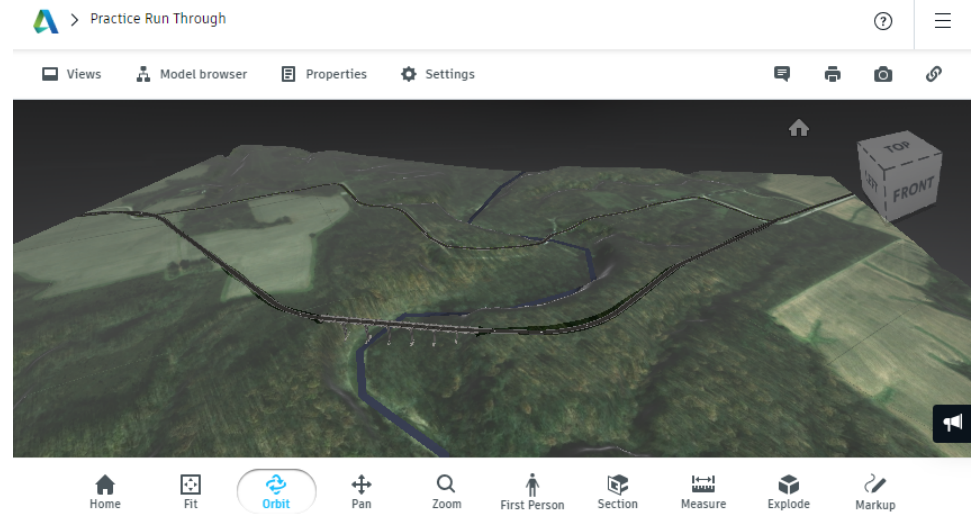 Practice Run Through
Views Model browser Properties Settings
TOP
LEFT FRONT
Home Fit Orbit Pan Zoom First Person Section Measure Explode Markup